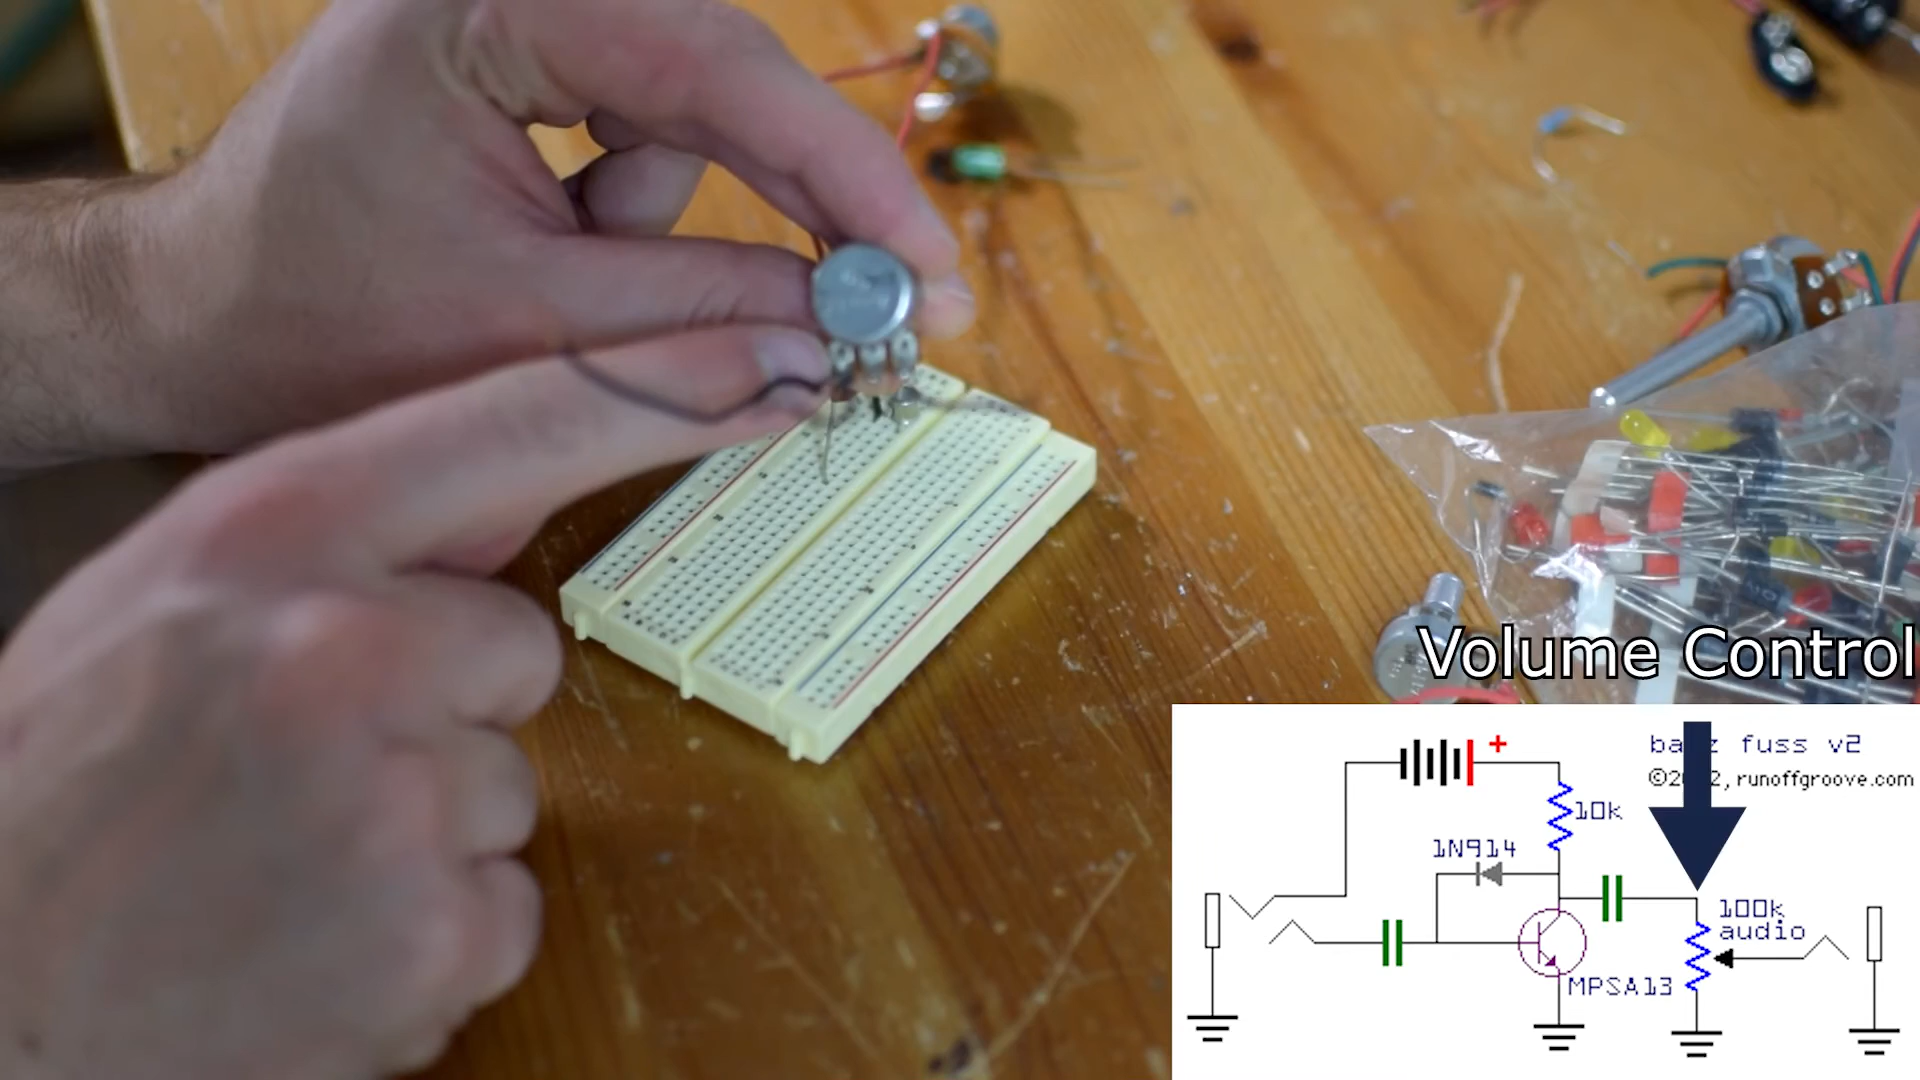 Volume Control
fuss v2
runoffgroove.com
10k
1N914
100k
audio
MPSA13